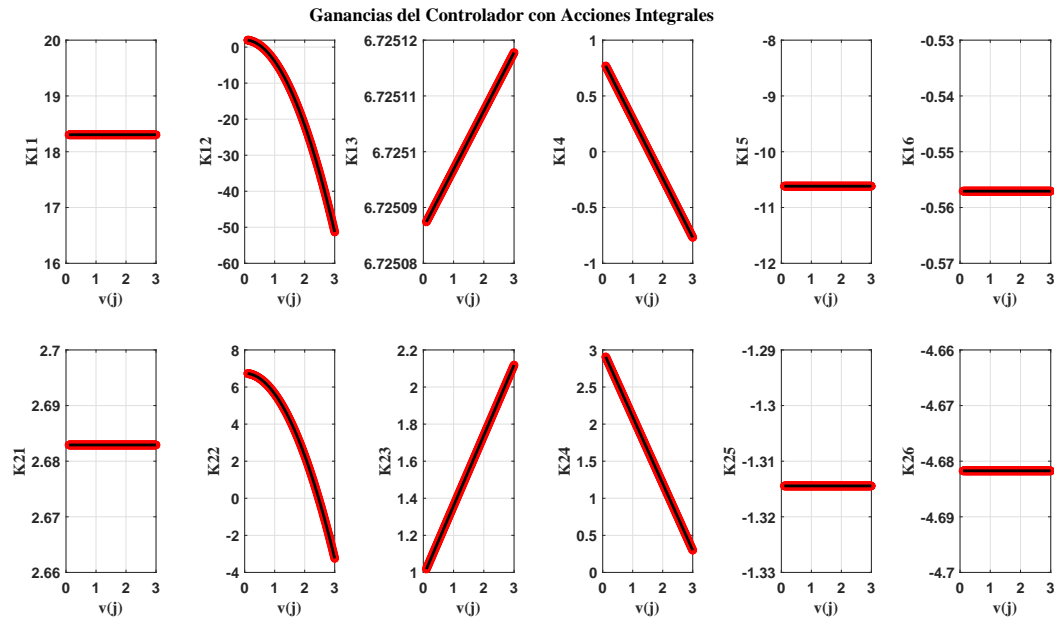 Ganancias del Controlador con Acciones Integrales
K11
20
19
18
17
16
0 1 2 3
v(j)
K12
0
-10
-20
-30
-40
-50
-60
0 1 2 3
v(j)
K13
6.72512
6.72511
6.7251
6.72509
6.72508
0 1 2 3
v(j)
K14
1
0.5
0
-0.5
-1
0 1 2 3
v(j)
K15
-8
-9
-10
-11
-12
0 1 2 3
v(j)
K16
-0.53
-0.54
-0.55
-0.56
-0.57
0 1 2 3
v(j)
K21
2.7
2.69
2.68
2.67
2.66
0 1 2 3
v(j)
K22
8
6
4
2
0
-2
-4
0 1 2 3
v(j)
K23
2.2
2
1.8
1.6
1.4
1.2
1
0 1 2 3
v(j)
K24
3
2.5
2
1.5
1
0.5
0
0 1 2 3
v(j)
K25
-1.29
-1.3
-1.31
-1.32
-1.33
0 1 2 3
v(j)
K26
-4.66
-4.67
-4.68
-4.69
-4.7
0 1 2 3
v(j)